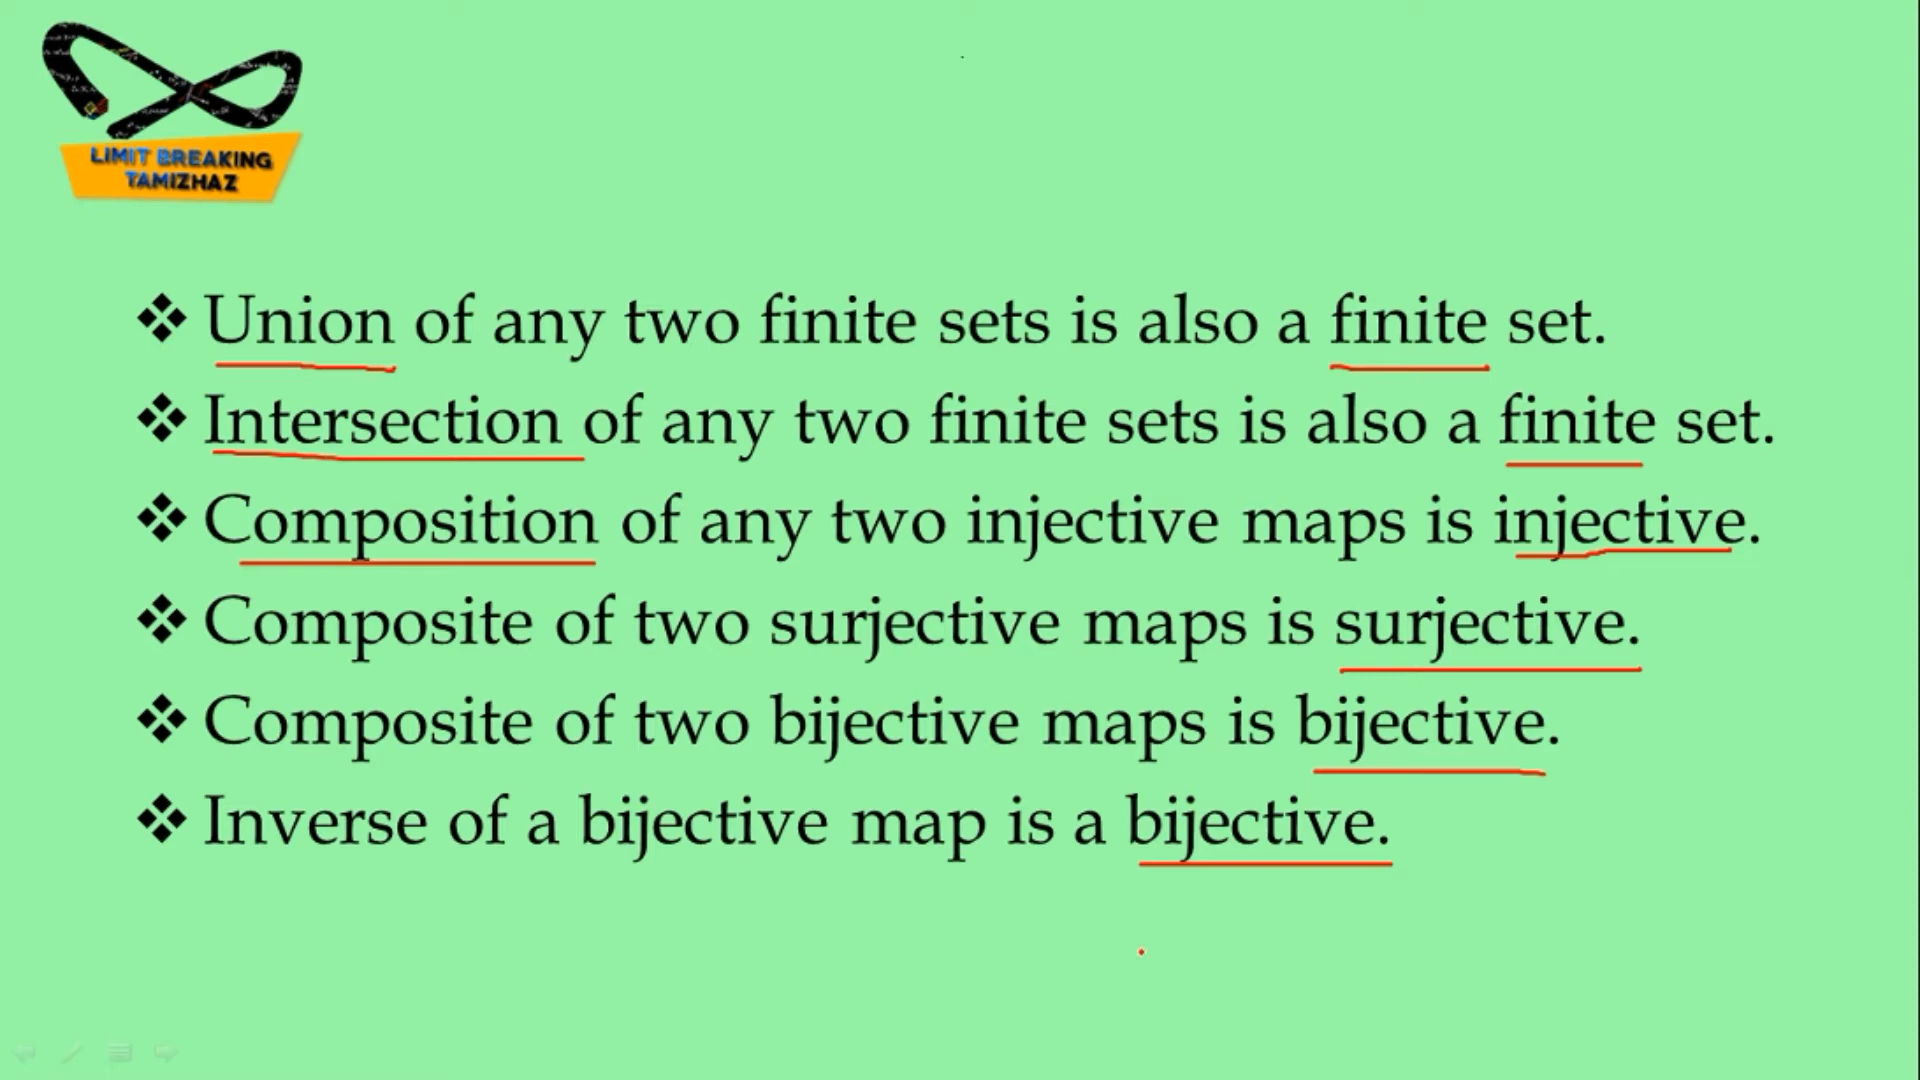 LIMIT BREAKING
TAMIZHAZ
❖ Union of any two finite sets is also a finite set.
❖ Intersection of any two finite sets is also a finite set.
❖ Composition of any two injective maps is injective.
❖ Composite of two surjective maps is surjective.
❖ Composite of two bijective maps is bijective.
❖ Inverse of a bijective map is a bijective.